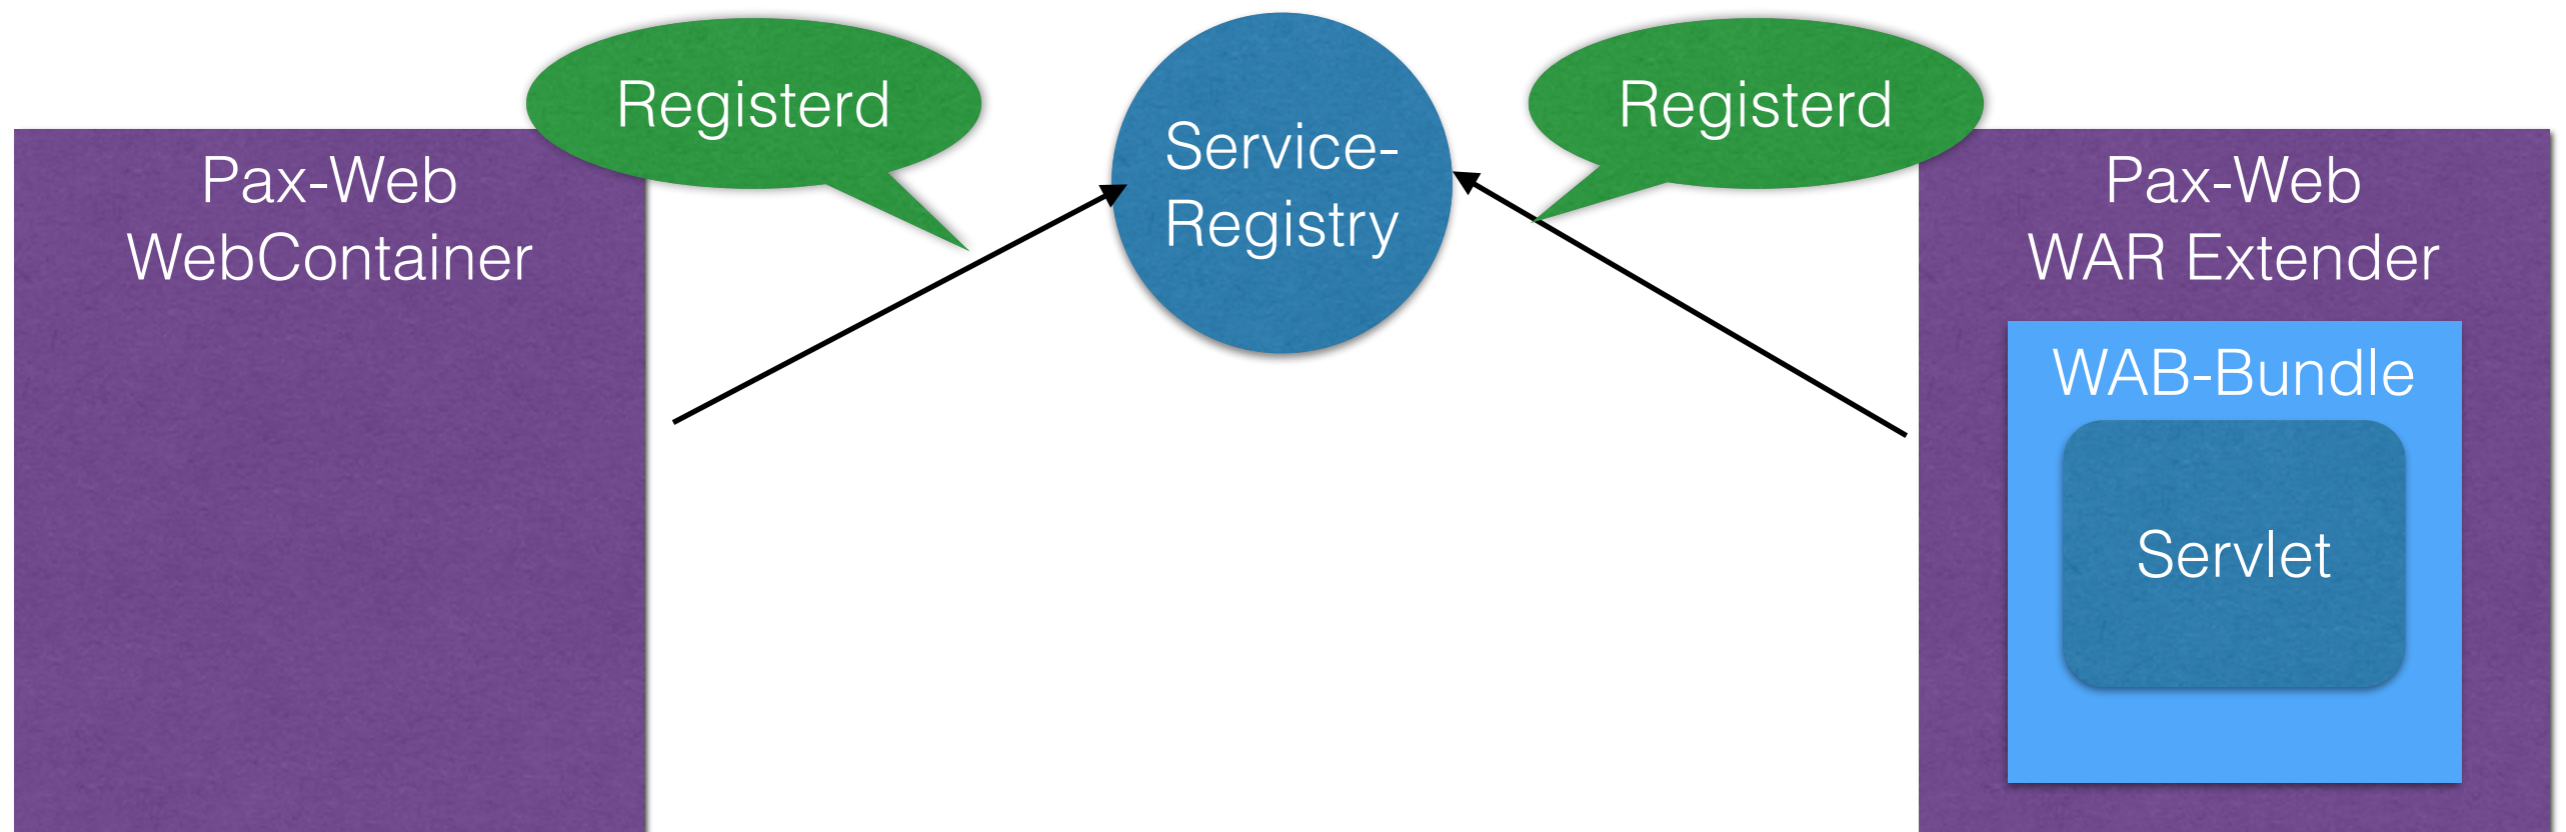 Registerd
Service-
Registry
Registerd
Pax-Web
WebContainer
Pax-Web
WAR Extender
WAB-Bundle
Servlet